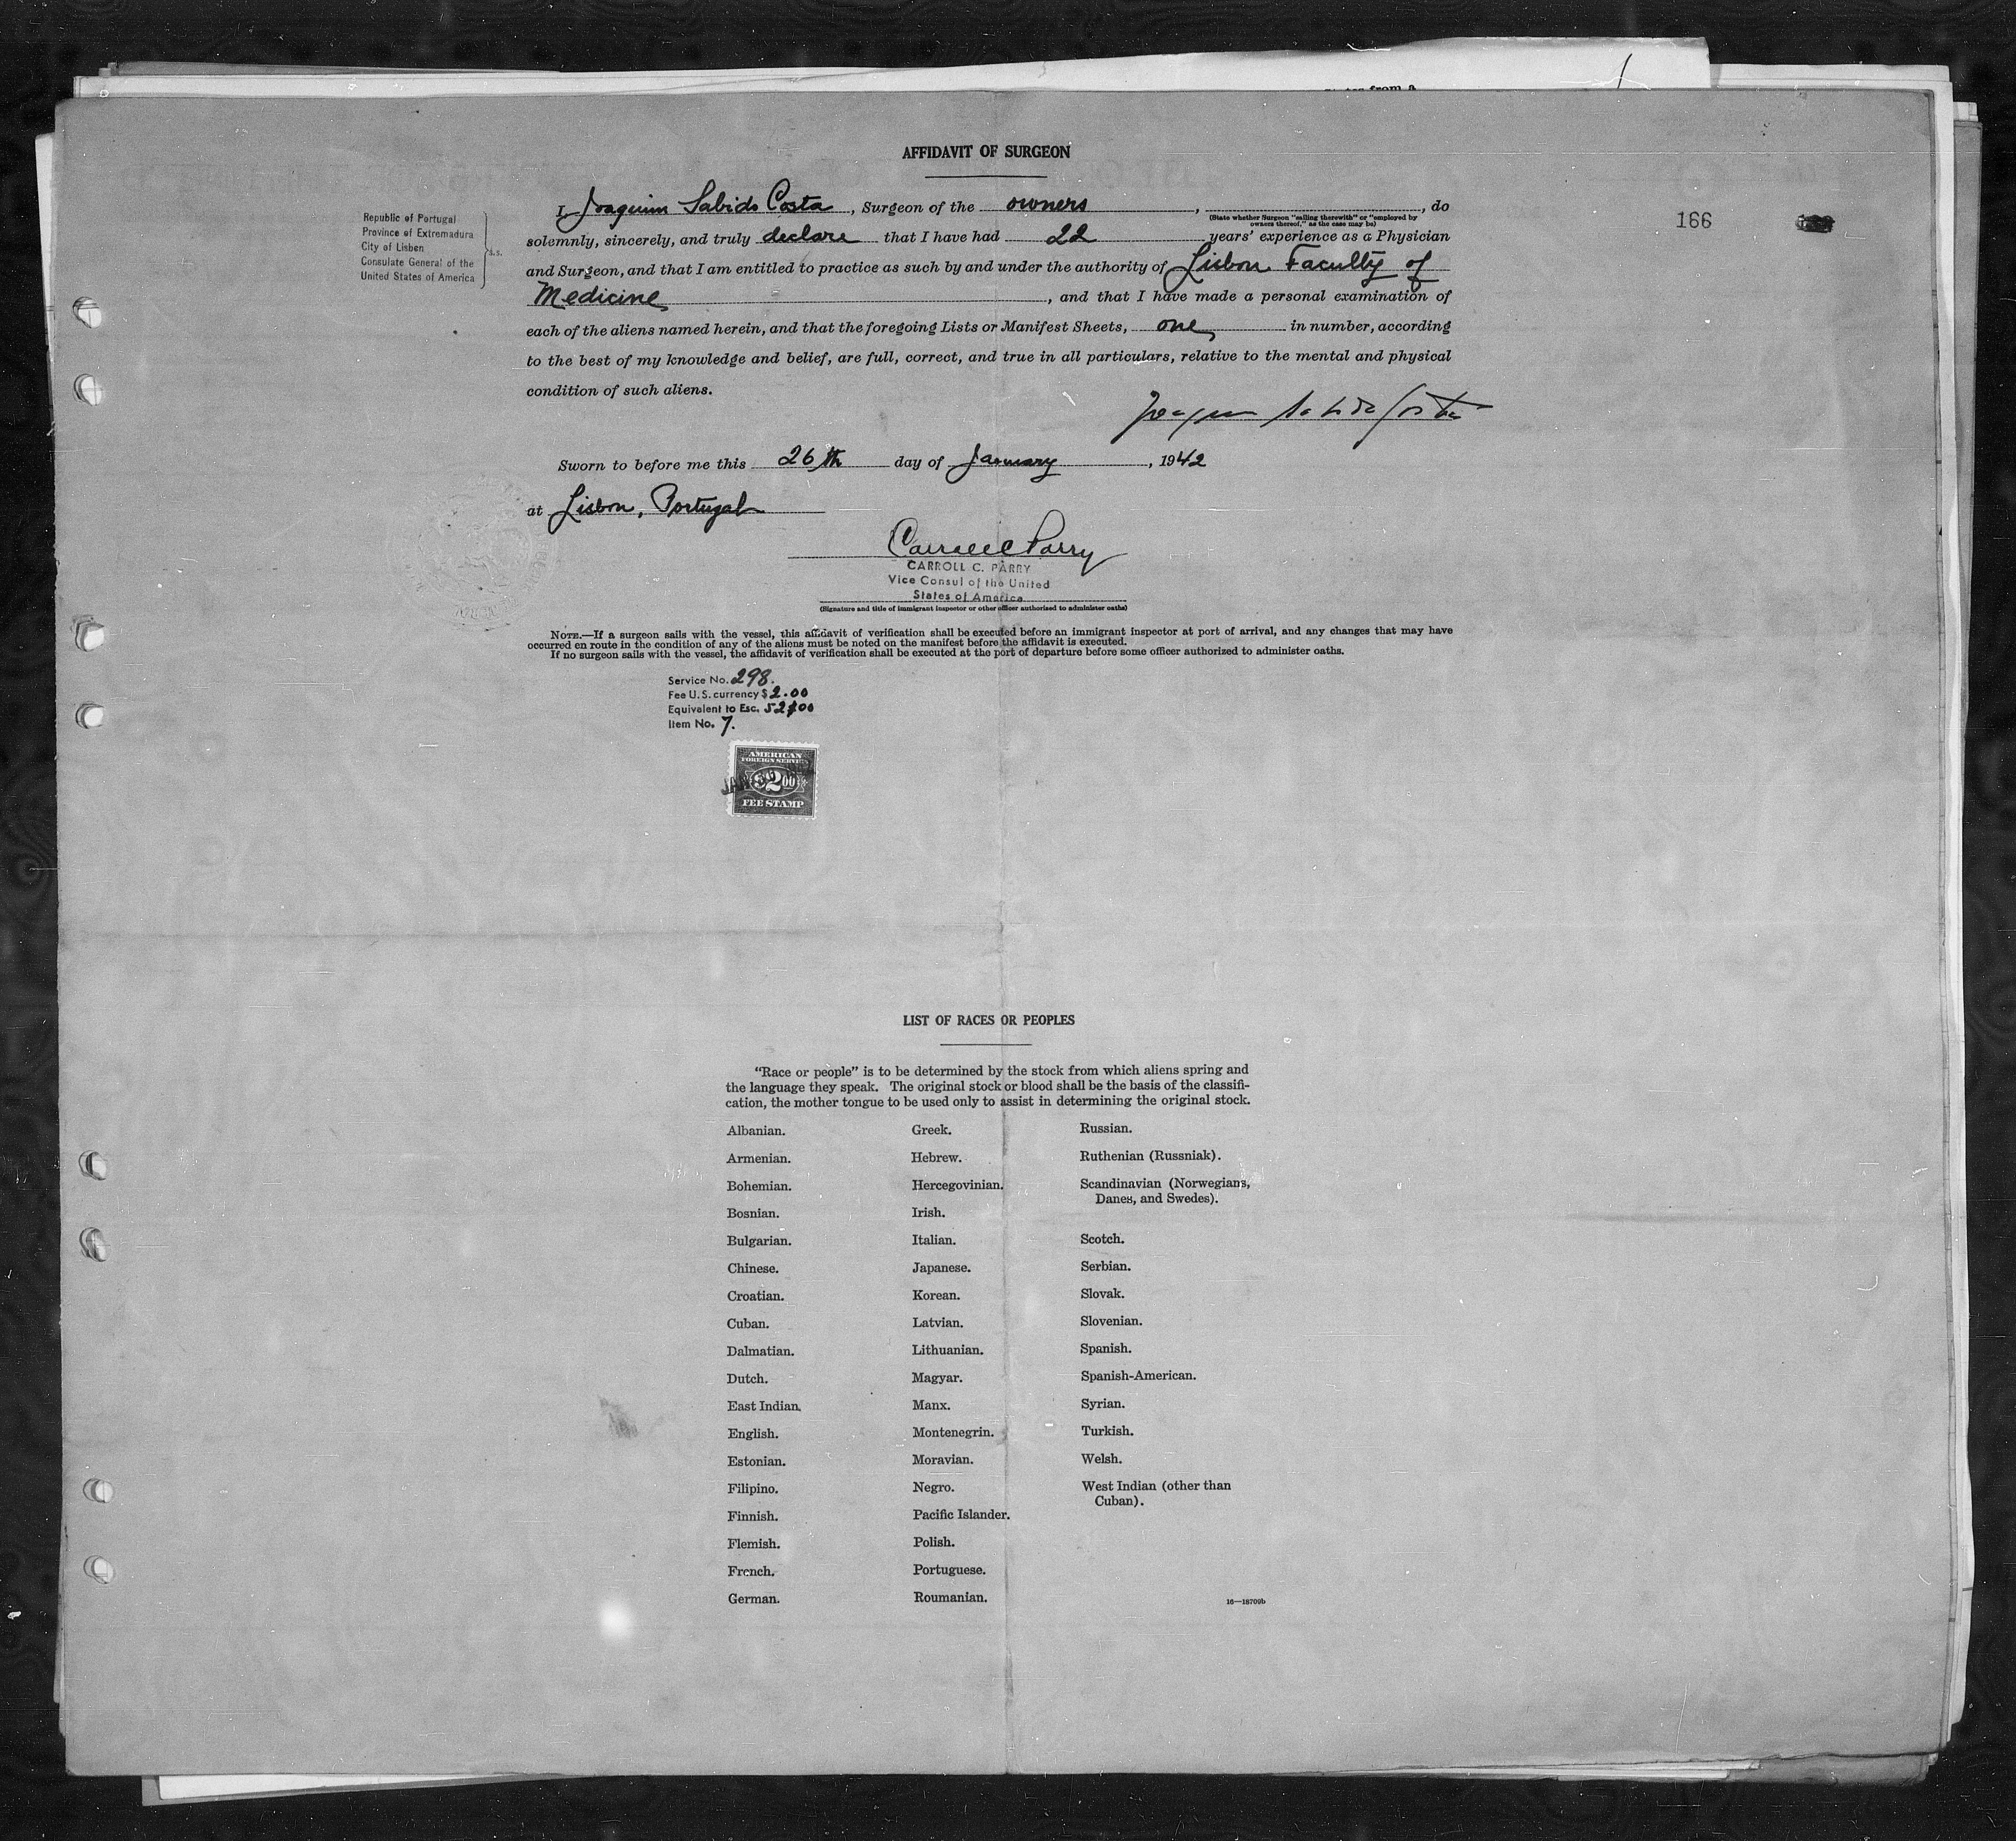 AFFIDAVIT OF SURGEON
166
Republic of Portugal
Province of Extremadura
City of Lisben
Consulate General of the
United States of America
s.s.
I, Joaquim Sabido Costa, Surgeon of the owners, , do
(State whether Surgeon "sailing therewith" or "employed by
owners thereof," as the case may be)
solemnly, sincerely, and truly declare that I have had 22 years' experience as a Physician
and Surgeon, and that I am entitled to practice as such by and under the authority of Lisbon Faculty of
Medicine, and that I have made a personal examination of
each of the aliens named herein, and that the foregoing Lists or Manifest Sheets, one in number, according
to the best of my knowledge and belief, are full, correct, and true in all particulars, relative to the mental and physical
condition of such aliens.
Joaquim Sabido Costa
Sworn to before me this 26th day of January, 1942
at Lisbon, Portugal
Carroll C Parry
CARROLL C. PARRY
Vice Consul of the United
States of America
(Signature and title of immigrant inspector or other officer authorized to administer oaths)
NOTE.—If a surgeon sails with the vessel, this affidavit of verification shall be executed before an immigrant inspector at port of arrival, and any changes that may have
occurred en route in the condition of any of the aliens must be noted on the manifest before the affidavit is executed.
If no surgeon sails with the vessel, the affidavit of verification shall be executed at the port of departure before some officer authorized to administer oaths.
Service No. 298.
Fee U.S. currency $ 2.00
Equivalent to Esc. 52$00
Item No. 7.
AMERICAN
FOREIGN SERVICE
$2.00
FEE STAMP
LIST OF RACES OR PEOPLES
"Race or people" is to be determined by the stock from which aliens spring and
the language they speak. The original stock or blood shall be the basis of the classifi-
cation, the mother tongue to be used only to assist in determining the original stock.
Albanian.
Armenian.
Bohemian.
Bosnian.
Bulgarian.
Chinese.
Croatian.
Cuban.
Dalmatian.
Dutch.
East Indian.
English.
Estonian.
Filipino.
Finnish.
Flemish.
French.
German.
Greek.
Hebrew.
Hercegovinian.
Irish.
Italian.
Japanese.
Korean.
Latvian.
Lithuanian.
Magyar.
Manx.
Montenegrin.
Moravian.
Negro.
Pacific Islander.
Polish.
Portuguese.
Roumanian.
Russian.
Ruthenian (Russniak).
Scandinavian (Norwegians,
Danes, and Swedes).
Scotch.
Serbian.
Slovak.
Slovenian.
Spanish.
Spanish-American.
Syrian.
Turkish.
Welsh.
West Indian (other than
Cuban).
16—18709b